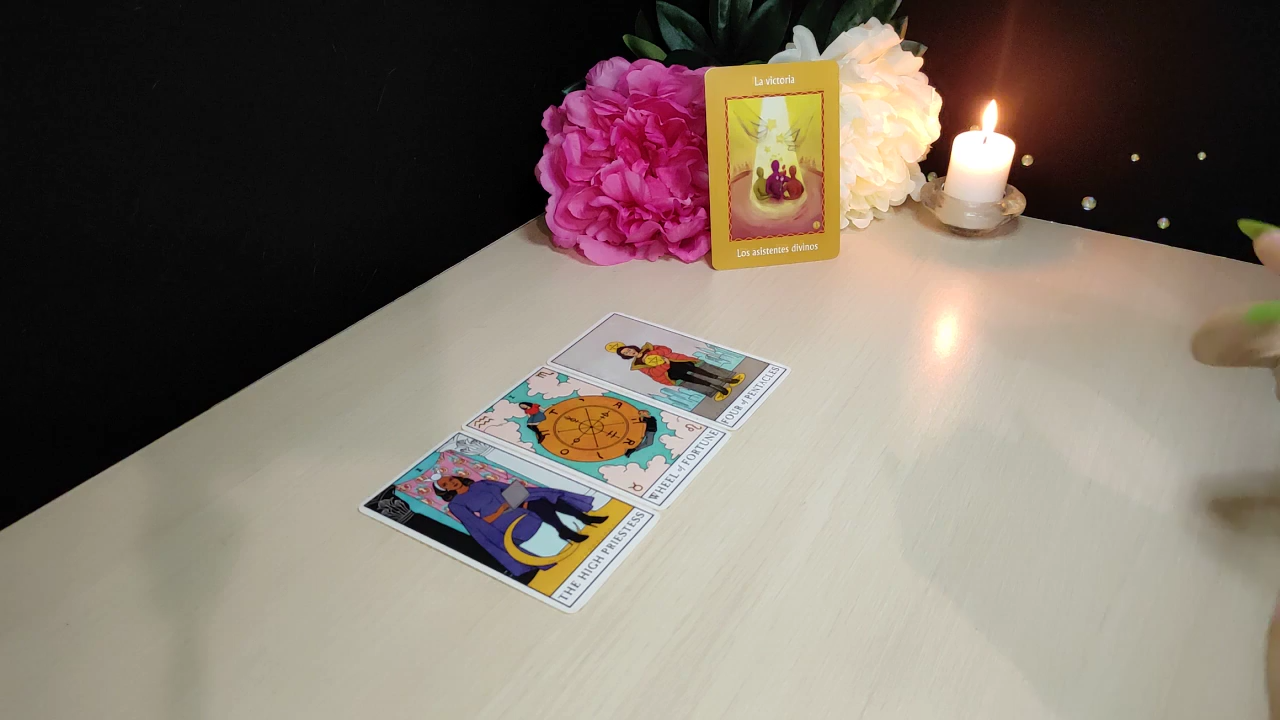 La victoria
Los asistentes divinos
FOUR of PENTACLES
WHEEL of FORTUNE
THE HIGH PRIESTESS